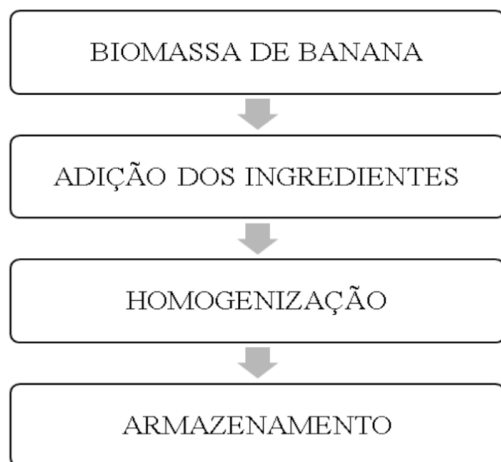 BIOMASSA DE BANANA
ADIÇÃO DOS INGREDIENTES
HOMOGENIZAÇÃO
ARMAZENAMENTO